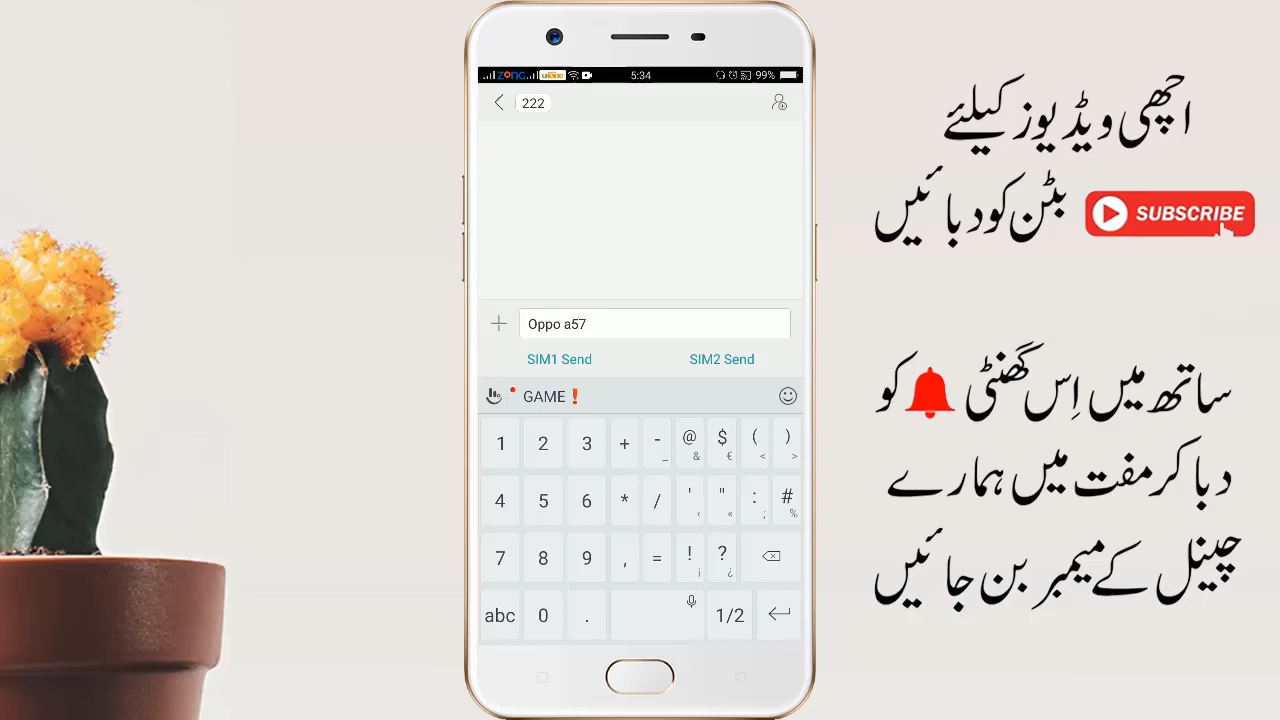 ZONG ufone 5:34 99%
222
Oppo a57
SIM1 Send SIM2 Send
GAME❗
1 2 3 + - _ @ & $ € ( < ) >
4 5 6 * / ' ‹ " « : ; # %
7 8 9 , = ! ¡ ? ¿
abc 0 . 1/2
اچھی ویڈیوز کیلئے
SUBSCRIBE بٹن کو دبائیں
ساتھ میں اِس گھنٹی کو
دبا کر مفت میں ہمارے
چینل کے میمبر بن جائیں